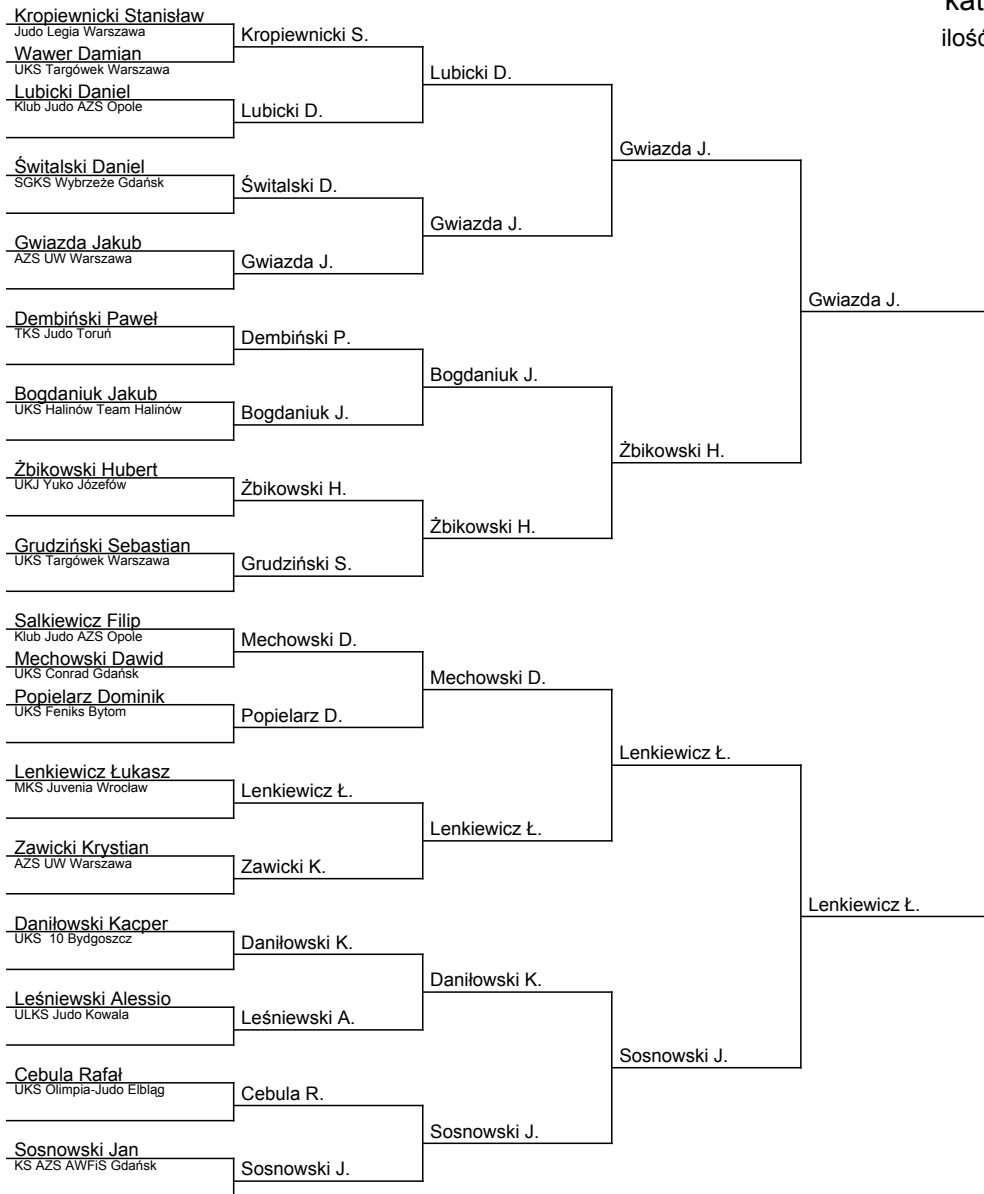 Kropiewnicki Stanisław
Judo Legia Warszawa
Wawer Damian
UKS Targówek Warszawa
Lubicki Daniel
Klub Judo AZS Opole
Świtalski Daniel
SGKS Wybrzeże Gdańsk
Gwiazda Jakub
AZS UW Warszawa
Dembiński Paweł
TKS Judo Toruń
Bogdaniuk Jakub
UKS Halinów Team Halinów
Żbikowski Hubert
UKJ Yuko Józefów
Grudziński Sebastian
UKS Targówek Warszawa
Salkiewicz Filip
Klub Judo AZS Opole
Mechowski Dawid
UKS Conrad Gdańsk
Popielarz Dominik
UKS Feniks Bytom
Lenkiewicz Łukasz
MKS Juvenia Wrocław
Zawicki Krystian
AZS UW Warszawa
Daniłowski Kacper
UKS 10 Bydgoszcz
Leśniewski Alessio
ULKS Judo Kowala
Cebula Rafał
UKS Olimpia-Judo Elbląg
Sosnowski Jan
KS AZS AWFiS Gdańsk
Kropiewnicki S.
Lubicki D.
Świtalski D.
Gwiazda J.
Dembiński P.
Bogdaniuk J.
Żbikowski H.
Grudziński S.
Mechowski D.
Popielarz D.
Lenkiewicz Ł.
Zawicki K.
Daniłowski K.
Leśniewski A.
Cebula R.
Sosnowski J.
Lubicki D.
Gwiazda J.
Bogdaniuk J.
Żbikowski H.
Mechowski D.
Lenkiewicz Ł.
Daniłowski K.
Sosnowski J.
Gwiazda J.
Żbikowski H.
Lenkiewicz Ł.
Sosnowski J.
Gwiazda J.
Lenkiewicz Ł.
kat
ilość